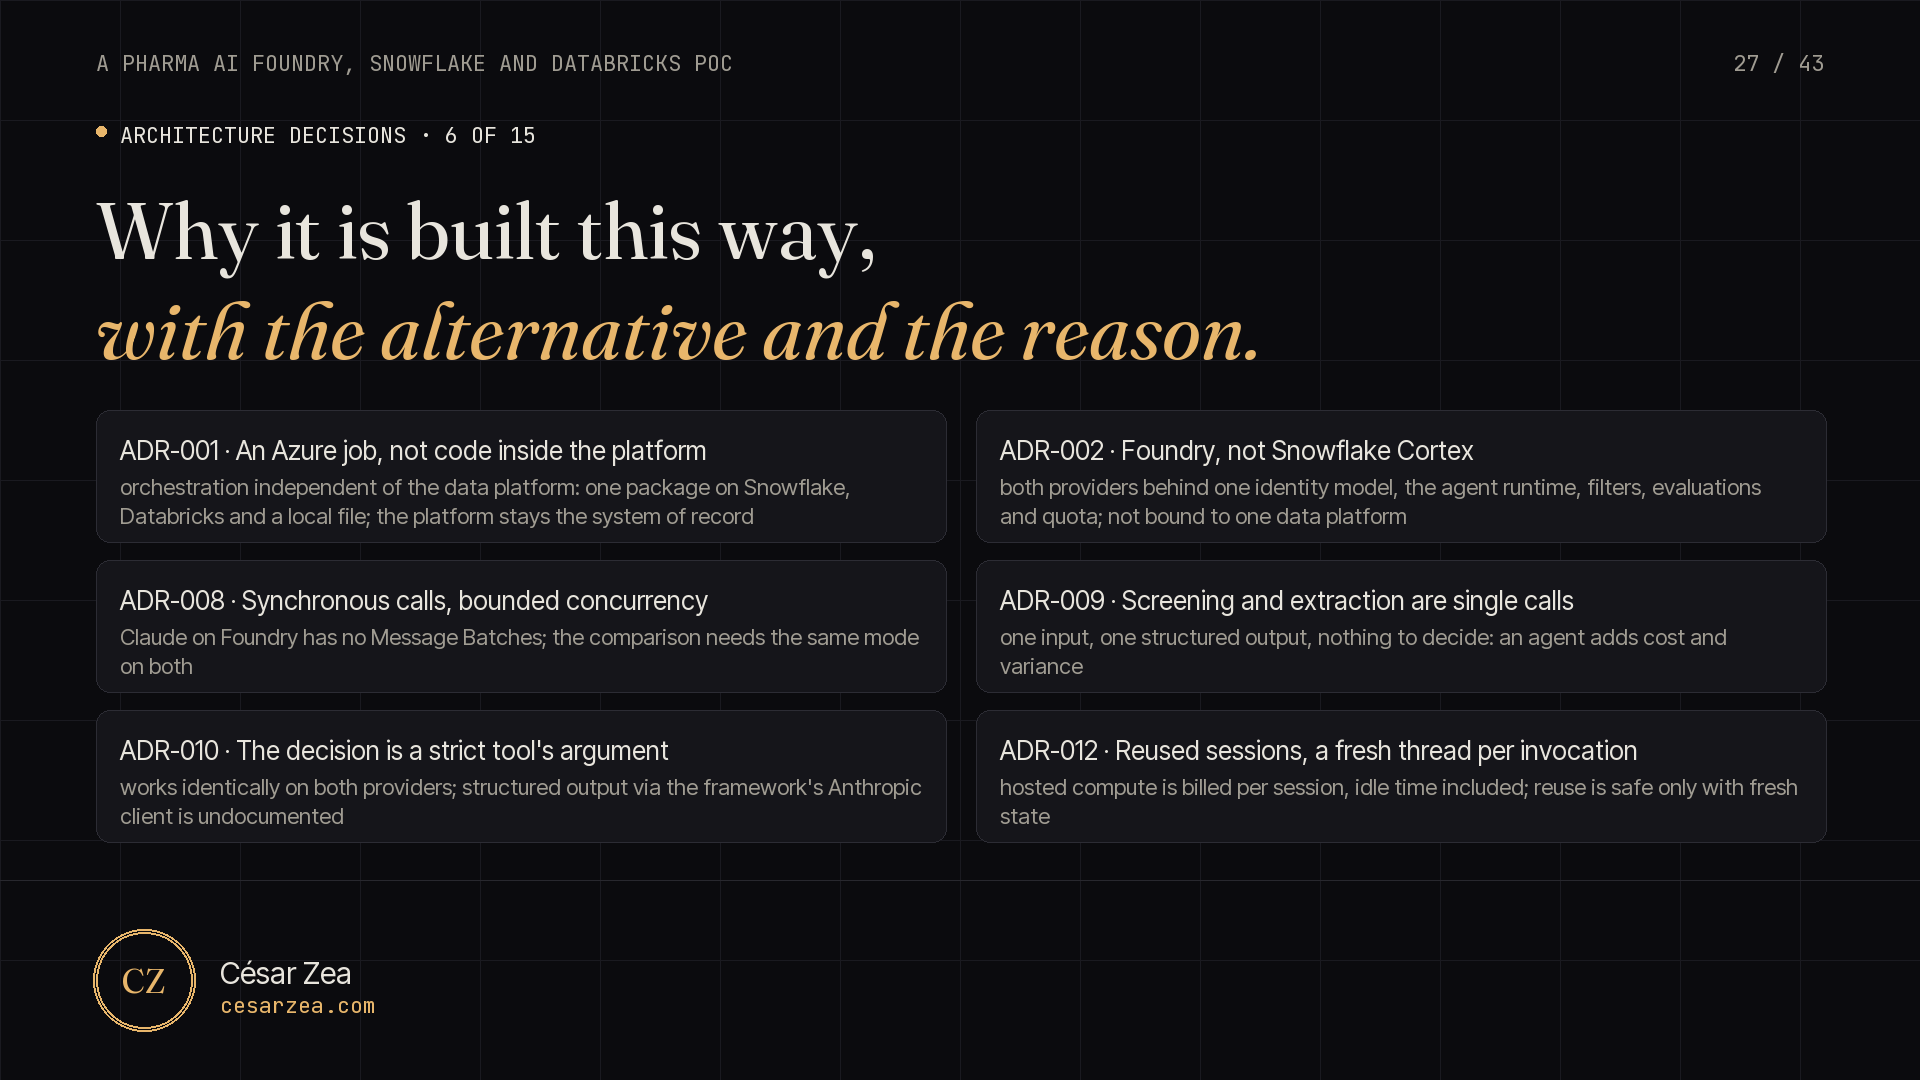 A PHARMA AI FOUNDRY, SNOWFLAKE AND DATABRICKS POC
27 / 43
ARCHITECTURE DECISIONS · 6 OF 15
Why it is built this way,
with the alternative and the reason.
ADR-001 · An Azure job, not code inside the platform
orchestration independent of the data platform: one package on Snowflake,
Databricks and a local file; the platform stays the system of record
ADR-002 · Foundry, not Snowflake Cortex
both providers behind one identity model, the agent runtime, filters, evaluations
and quota; not bound to one data platform
ADR-008 · Synchronous calls, bounded concurrency
Claude on Foundry has no Message Batches; the comparison needs the same mode
on both
ADR-009 · Screening and extraction are single calls
one input, one structured output, nothing to decide: an agent adds cost and
variance
ADR-010 · The decision is a strict tool's argument
works identically on both providers; structured output via the framework's Anthropic
client is undocumented
ADR-012 · Reused sessions, a fresh thread per invocation
hosted compute is billed per session, idle time included; reuse is safe only with fresh
state
CZ
César Zea
cesarzea.com